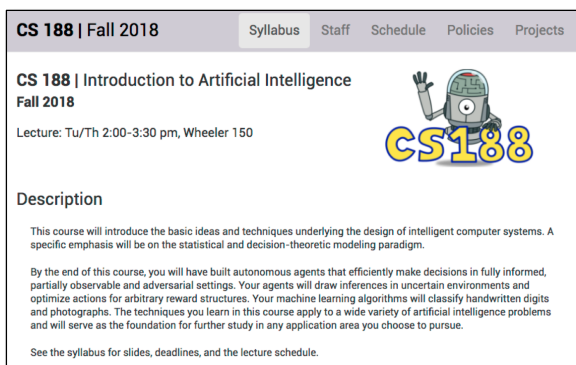 CS 188 | Fall 2018 Syllabus Staff Schedule Policies Projects
CS 188 | Introduction to Artificial Intelligence
Fall 2018
Lecture: Tu/Th 2:00-3:30 pm, Wheeler 150
CS188
Description
This course will introduce the basic ideas and techniques underlying the design of intelligent computer systems. A
specific emphasis will be on the statistical and decision-theoretic modeling paradigm.
By the end of this course, you will have built autonomous agents that efficiently make decisions in fully informed,
partially observable and adversarial settings. Your agents will draw inferences in uncertain environments and
optimize actions for arbitrary reward structures. Your machine learning algorithms will classify handwritten digits
and photographs. The techniques you learn in this course apply to a wide variety of artificial intelligence problems
and will serve as the foundation for further study in any application area you choose to pursue.
See the syllabus for slides, deadlines, and the lecture schedule.